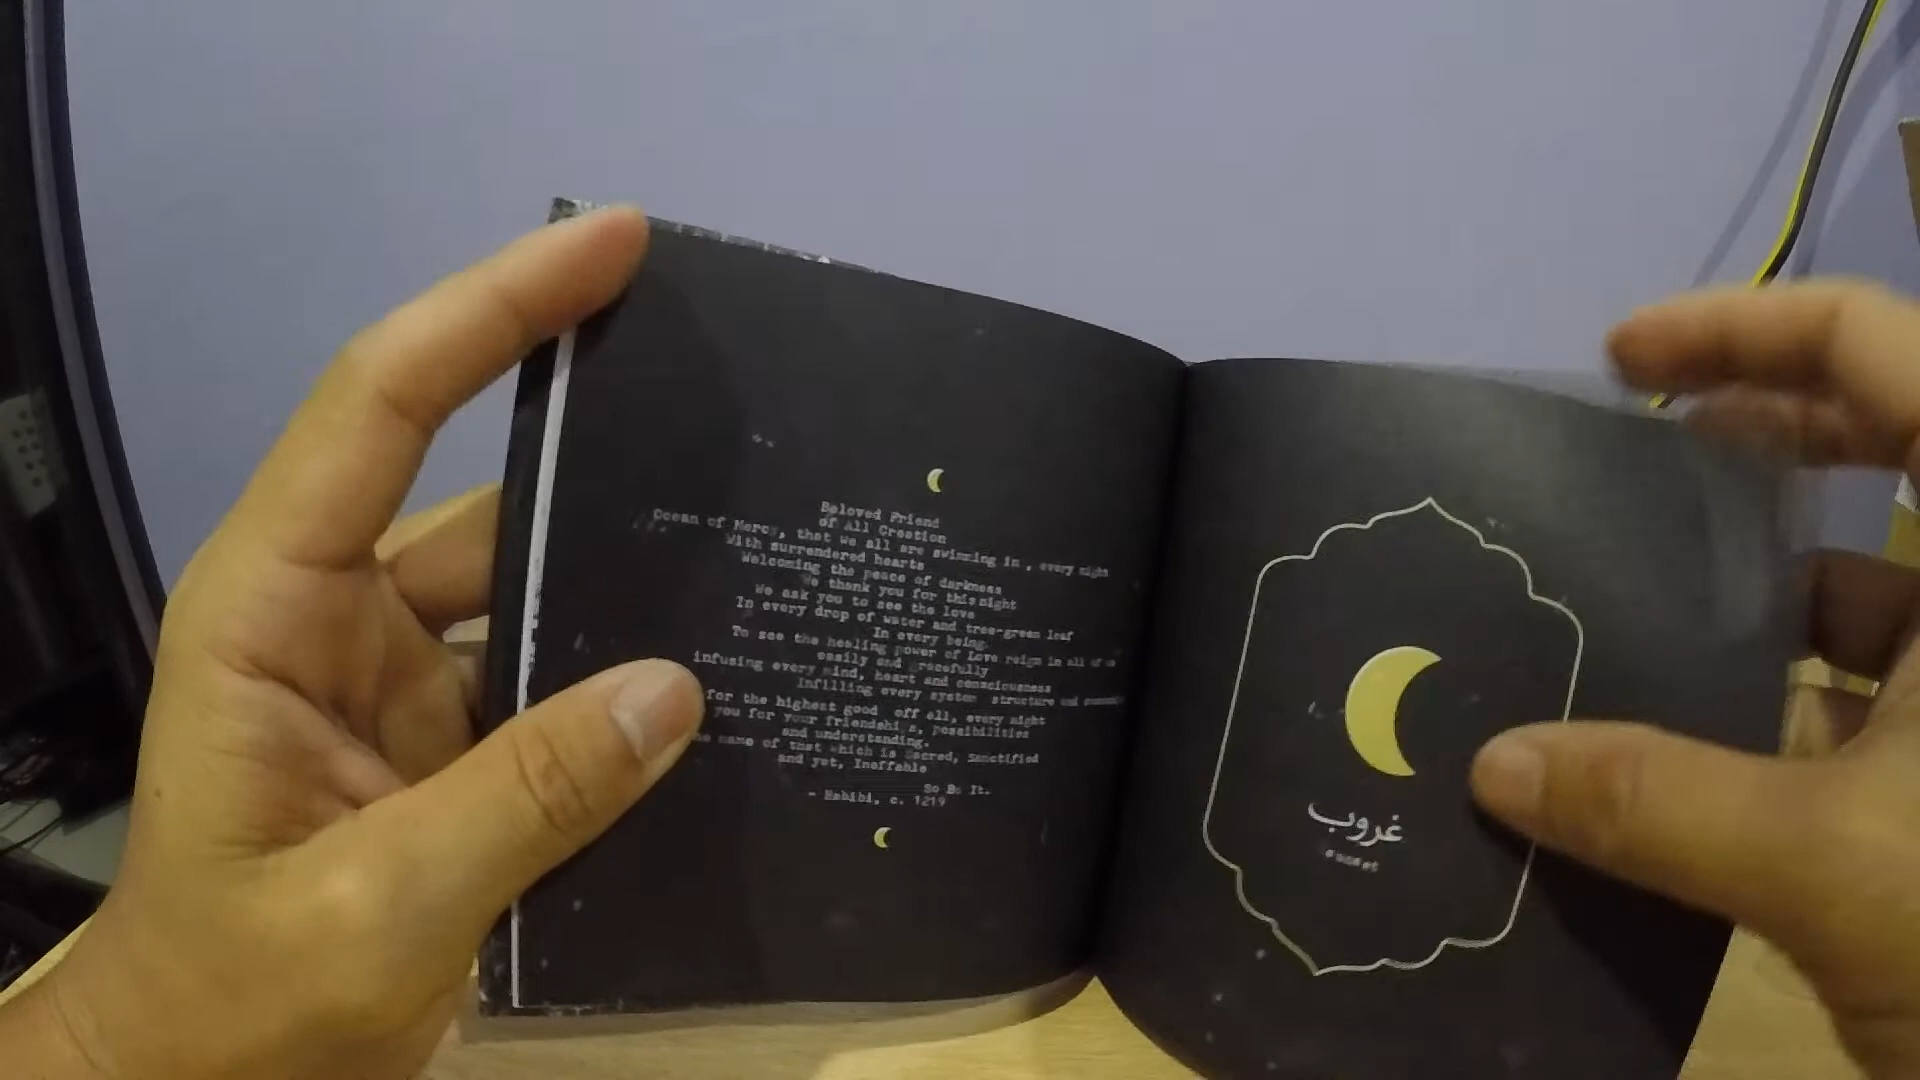 Beloved Friend
of All Creation
Ocean of Mercy, that we all are swimming in, every night
With surrendered hearts
Welcoming the peace of darkness
We thank you for this night
We ask you to see the love
In every drop of water and tree-green leaf
In every being.
To see the healing power of Love reign in all of us
easily and gracefully
infusing every mind, heart and consciousness
Infilling every system structure and
for the highest good off all, every night
you for your friendship, possibilities
and understanding.
name of that which is Sacred, Sanctified
and yet, Ineffable
So Be It.
- Habibi, c. 1219
غروب
sunset